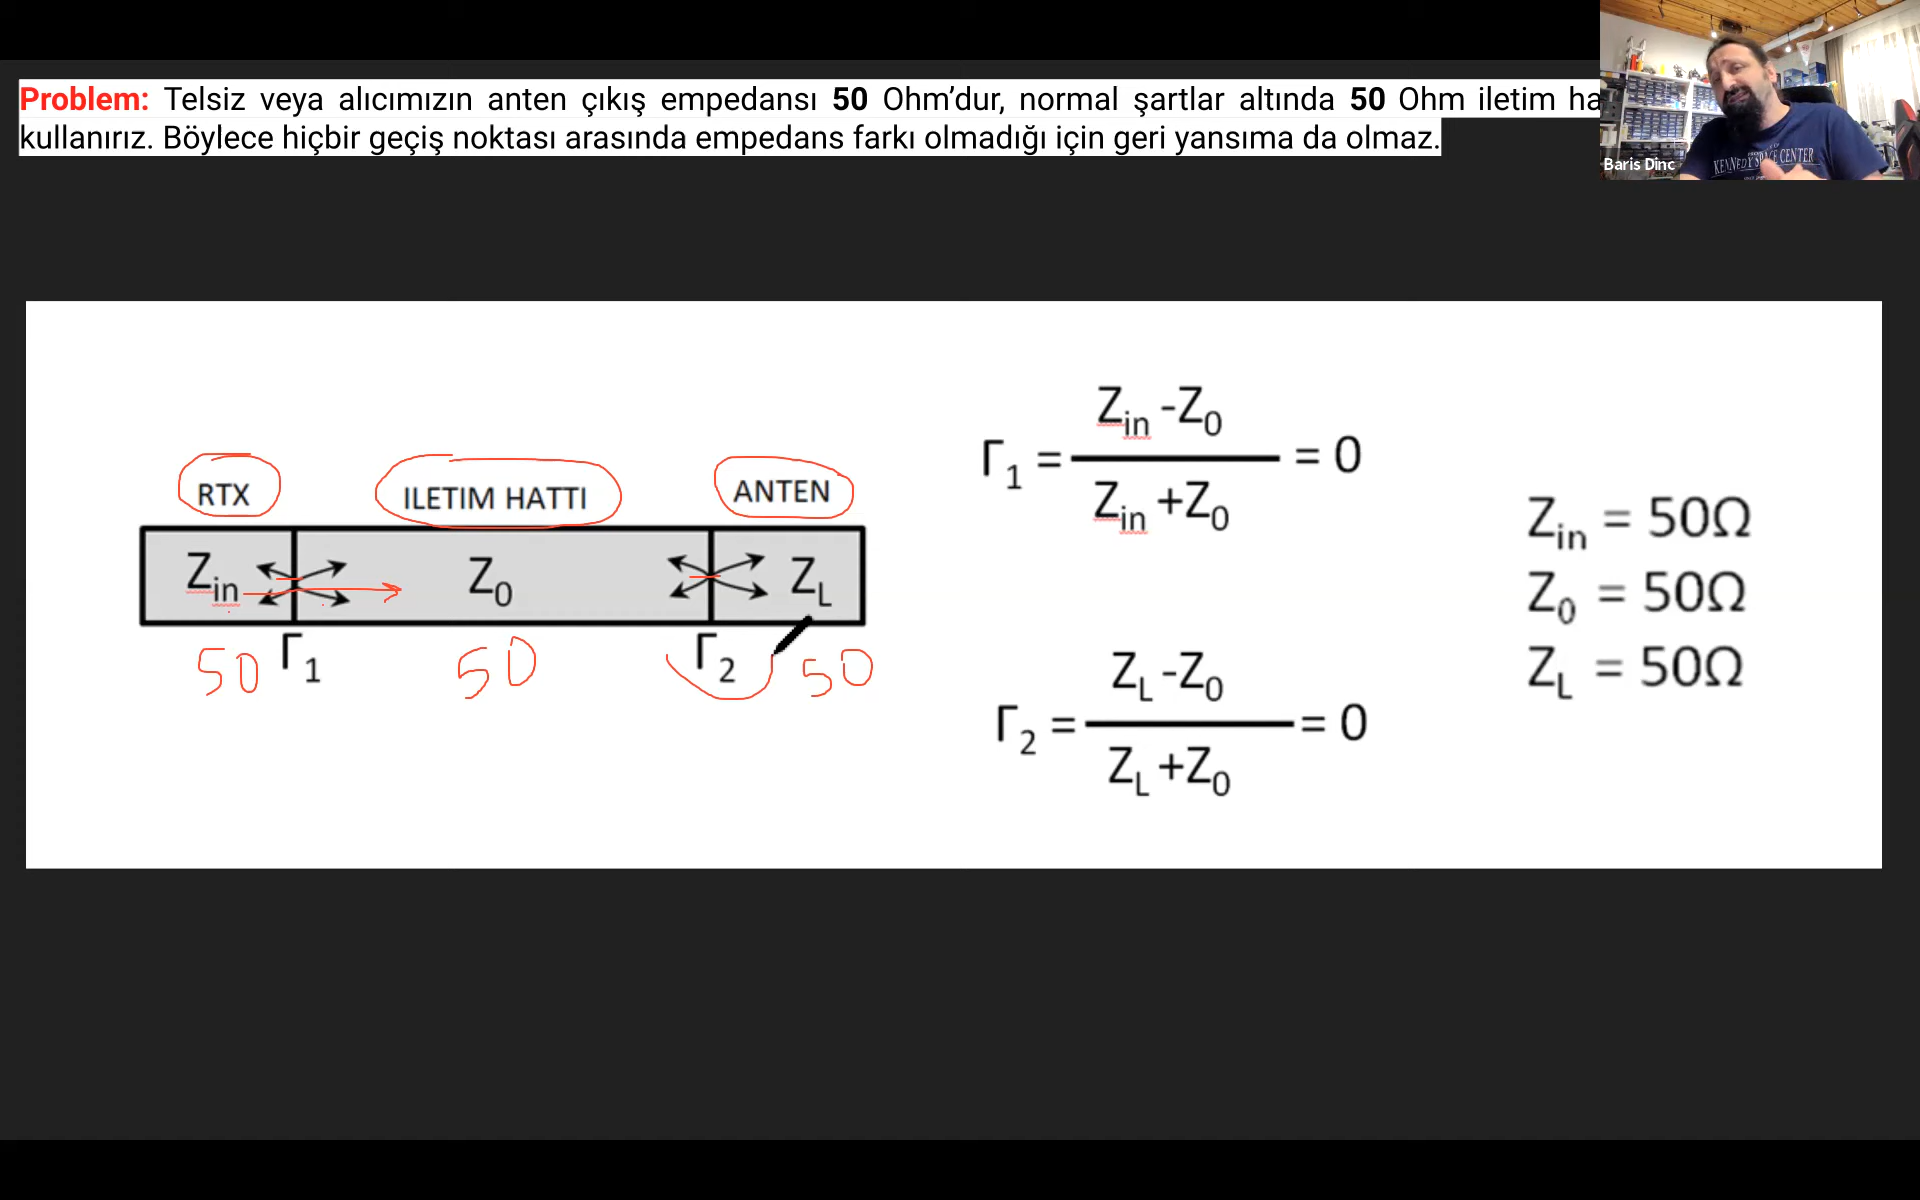 Problem: Telsiz veya alıcımızın anten çıkış empedansı 50 Ohm’dur, normal şartlar altında 50 Ohm iletim ha
kullanırız. Böylece hiçbir geçiş noktası arasında empedans farkı olmadığı için geri yansıma da olmaz.
Baris Dinc
KENNEDY SPACE CENTER
RTX
ILETIM HATTI
ANTEN
Zin
Z0
ZL
Γ1
Γ2
50
50
50
Γ1 = Zin -Z0 / Zin +Z0 = 0
Γ2 = ZL -Z0 / ZL +Z0 = 0
Zin = 50Ω
Z0 = 50Ω
ZL = 50Ω